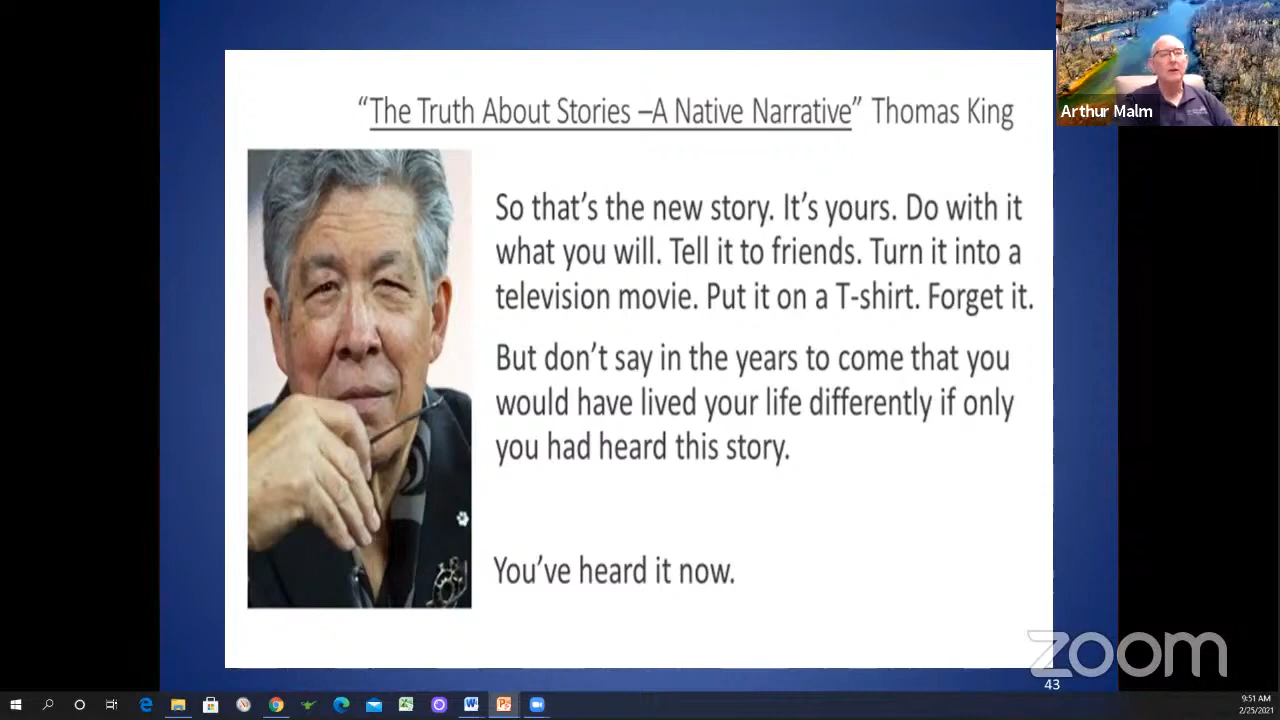 “The Truth About Stories –A Native Narrative” Thomas King
Arthur Malm
So that’s the new story. It’s yours. Do with it
what you will. Tell it to friends. Turn it into a
television movie. Put it on a T-shirt. Forget it.
But don’t say in the years to come that you
would have lived your life differently if only
you had heard this story.
You’ve heard it now.
zoom
43
9:51 AM
2/25/2021